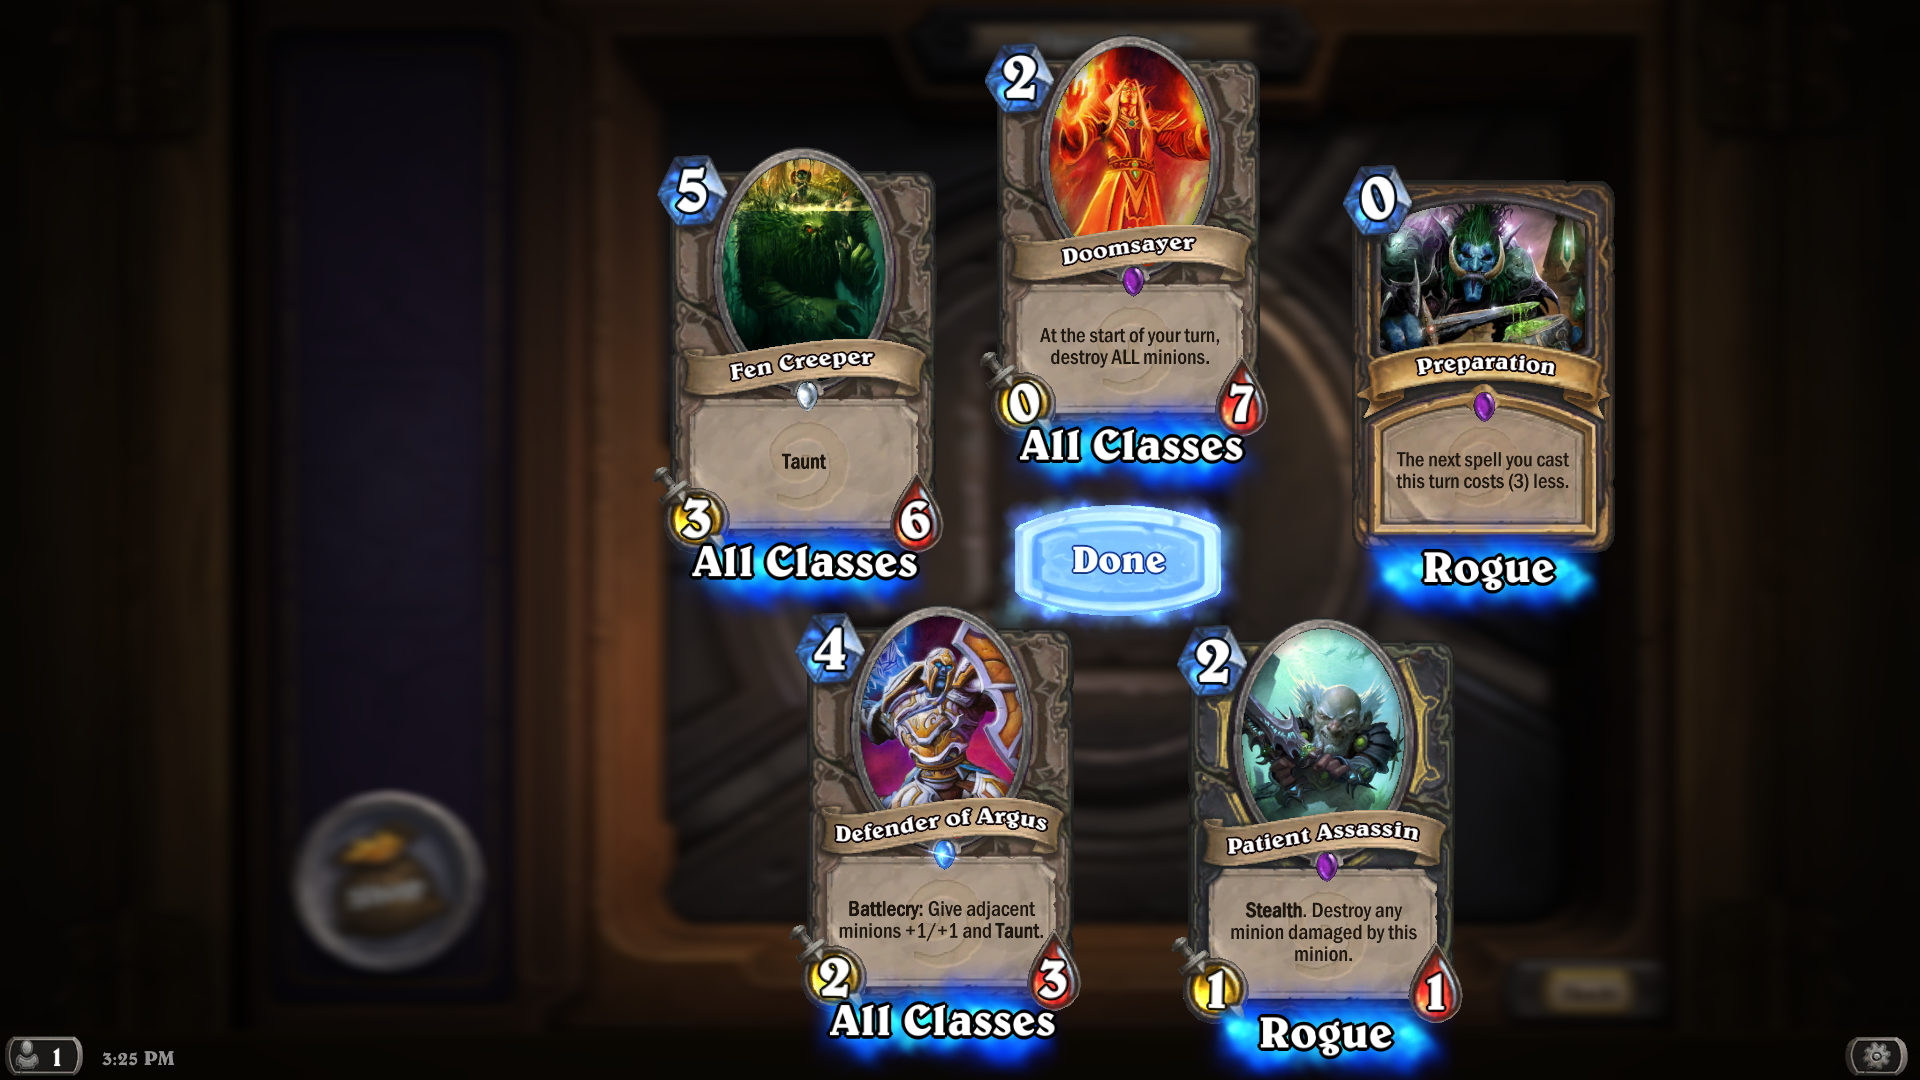 2
Doomsayer
At the start of your turn,
destroy ALL minions.
0
7
All Classes
5
Fen Creeper
Taunt
3
6
All Classes
0
Preparation
The next spell you cast
this turn costs (3) less.
Rogue
Done
4
Defender of Argus
Battlecry: Give adjacent
minions +1/+1 and Taunt.
2
3
All Classes
2
Patient Assassin
Stealth. Destroy any
minion damaged by this
minion.
1
1
Rogue
1
3:25 PM